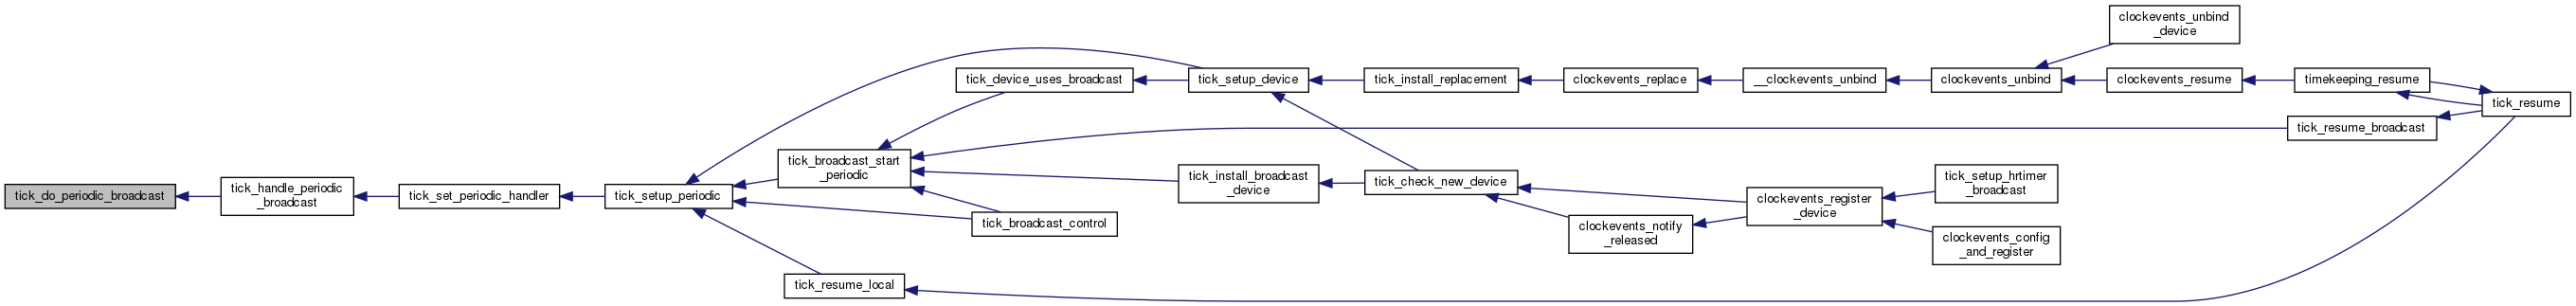 tick_do_periodic_broadcast
tick_handle_periodic
_broadcast
tick_set_periodic_handler
tick_setup_periodic
tick_broadcast_start
_periodic
tick_device_uses_broadcast
tick_broadcast_control
tick_resume_local
tick_setup_device
tick_install_broadcast
_device
tick_install_replacement
tick_check_new_device
clockevents_replace
clockevents_notify
_released
__clockevents_unbind
clockevents_register
_device
clockevents_unbind
tick_setup_hrtimer
_broadcast
clockevents_config
_and_register
clockevents_unbind
_device
clockevents_resume
timekeeping_resume
tick_resume_broadcast
tick_resume